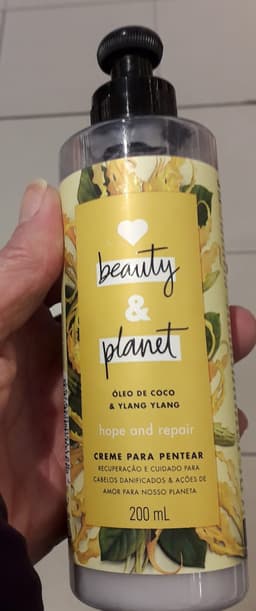 beauty
&
planet
ÓLEO DE COCO
& YLANG YLANG
hope and repair
CREME PARA PENTEAR
RECUPERAÇÃO E CUIDADO PARA
CABELOS DANIFICADOS & AÇÕES DE
AMOR PARA NOSSO PLANETA
200 mL